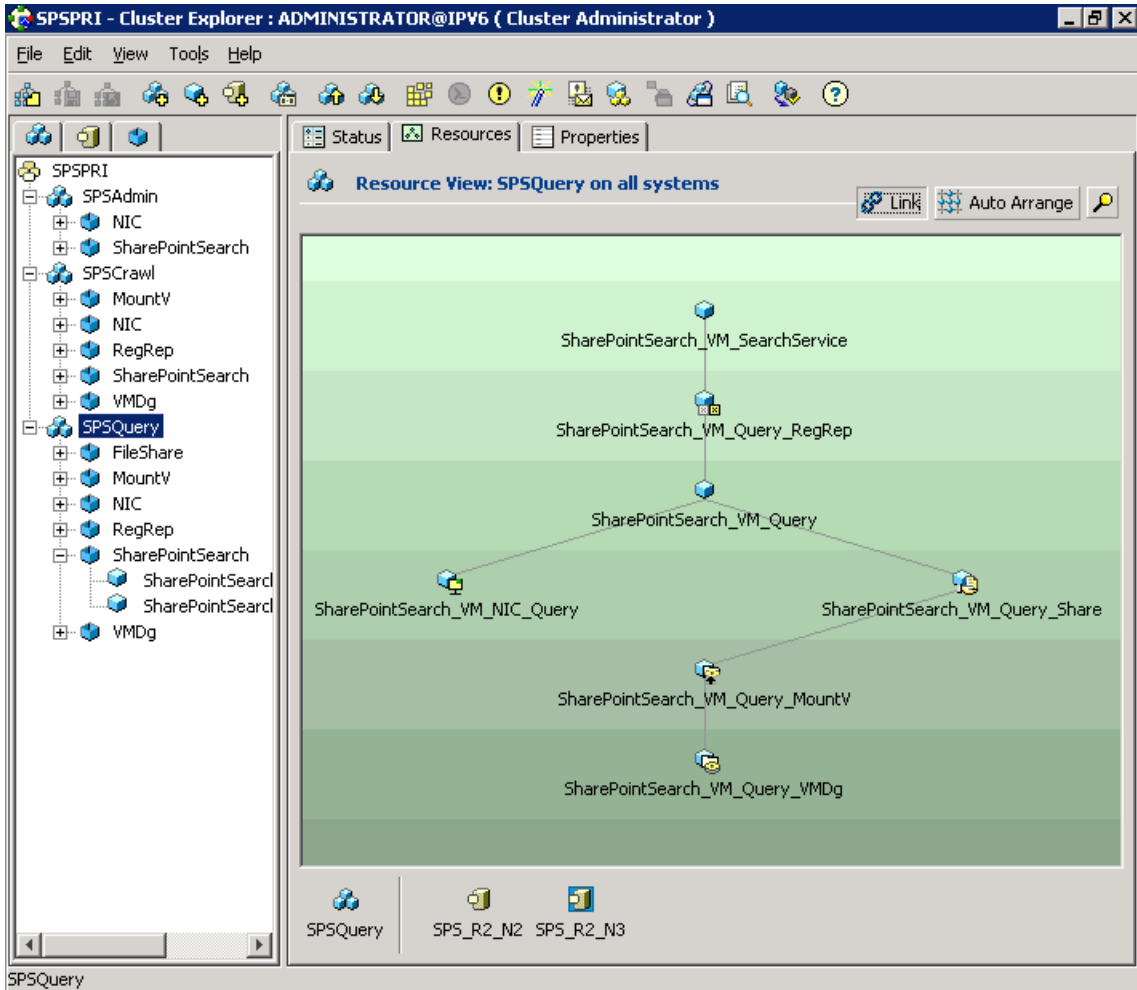 SPSPRI - Cluster Explorer : ADMINISTRATOR@IPV6 ( Cluster Administrator )
File Edit View Tools Help
Status Resources Properties
SPSPRI
SPSAdmin
NIC
SharePointSearch
SPSCrawl
MountV
NIC
RegRep
SharePointSearch
VMDg
SPSQuery
FileShare
MountV
NIC
RegRep
SharePointSearch
SharePointSearcl
SharePointSearcl
VMDg
Resource View: SPSQuery on all systems
Link Auto Arrange
SharePointSearch_VM_SearchService
SharePointSearch_VM_Query_RegRep
SharePointSearch_VM_Query
SharePointSearch_VM_NIC_Query SharePointSearch_VM_Query_Share
SharePointSearch_VM_Query_MountV
SharePointSearch_VM_Query_VMDg
SPSQuery SPS_R2_N2 SPS_R2_N3
SPSQuery